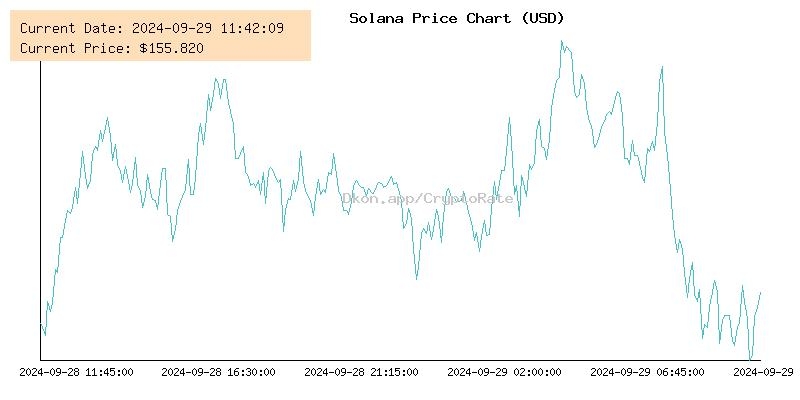 Solana Price Chart (USD)
Current Date: 2024-09-29 11:42:09
Current Price: $155.820
Dkon.app/CryptoRate
2024-09-28 11:45:00 2024-09-28 16:30:00 2024-09-28 21:15:00 2024-09-29 02:00:00 2024-09-29 06:45:00 2024-09-29